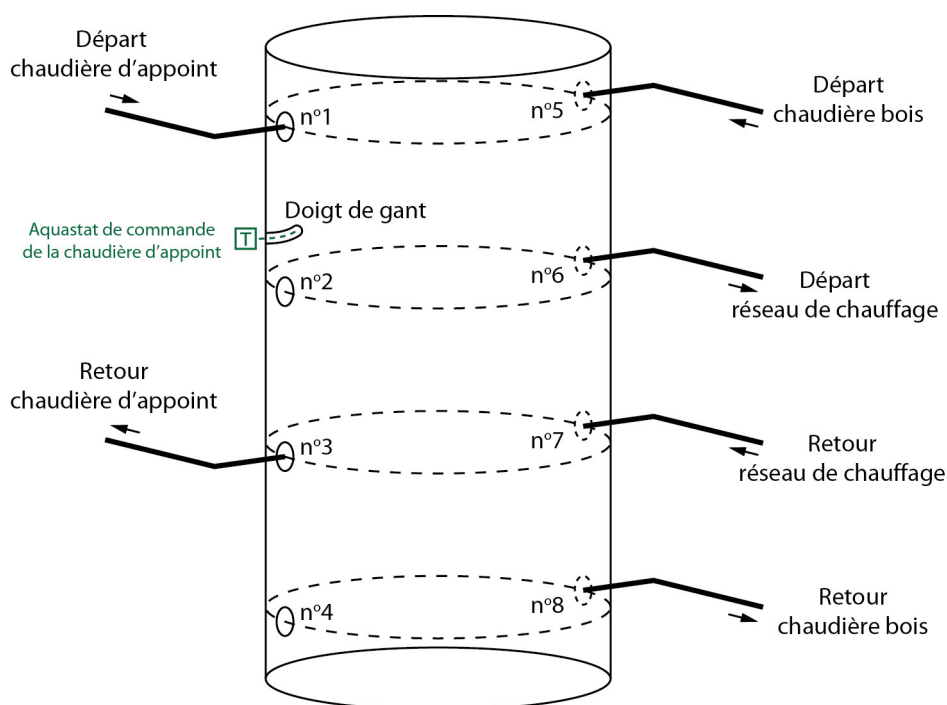 Départ
chaudière d'appoint
n°1
n°5
Départ
chaudière bois
Aquastat de commande
de la chaudière d'appoint
T
Doigt de gant
n°2
n°6
Départ
réseau de chauffage
Retour
chaudière d'appoint
n°3
n°7
Retour
réseau de chauffage
n°4
n°8
Retour
chaudière bois